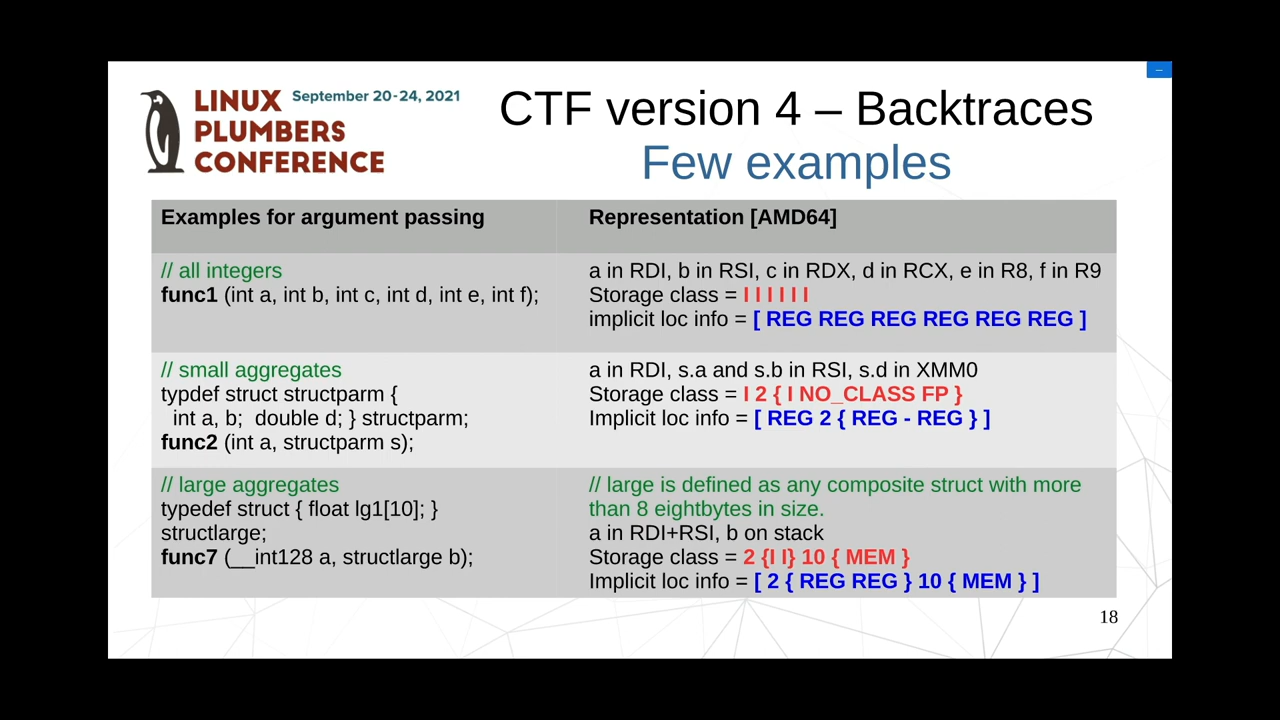 LINUX September 20-24, 2021
PLUMBERS
CONFERENCE
CTF version 4 – Backtraces
Few examples
Examples for argument passing
Representation [AMD64]
// all integers
func1 (int a, int b, int c, int d, int e, int f);
a in RDI, b in RSI, c in RDX, d in RCX, e in R8, f in R9
Storage class = I I I I I I
implicit loc info = [ REG REG REG REG REG REG ]
// small aggregates
typdef struct structparm {
int a, b; double d; } structparm;
func2 (int a, structparm s);
a in RDI, s.a and s.b in RSI, s.d in XMM0
Storage class = I 2 { I NO_CLASS FP }
Implicit loc info = [ REG 2 { REG - REG } ]
// large aggregates
typedef struct { float lg1[10]; }
structlarge;
func7 (__int128 a, structlarge b);
// large is defined as any composite struct with more
than 8 eightbytes in size.
a in RDI+RSI, b on stack
Storage class = 2 {I I} 10 { MEM }
Implicit loc info = [ 2 { REG REG } 10 { MEM } ]
18